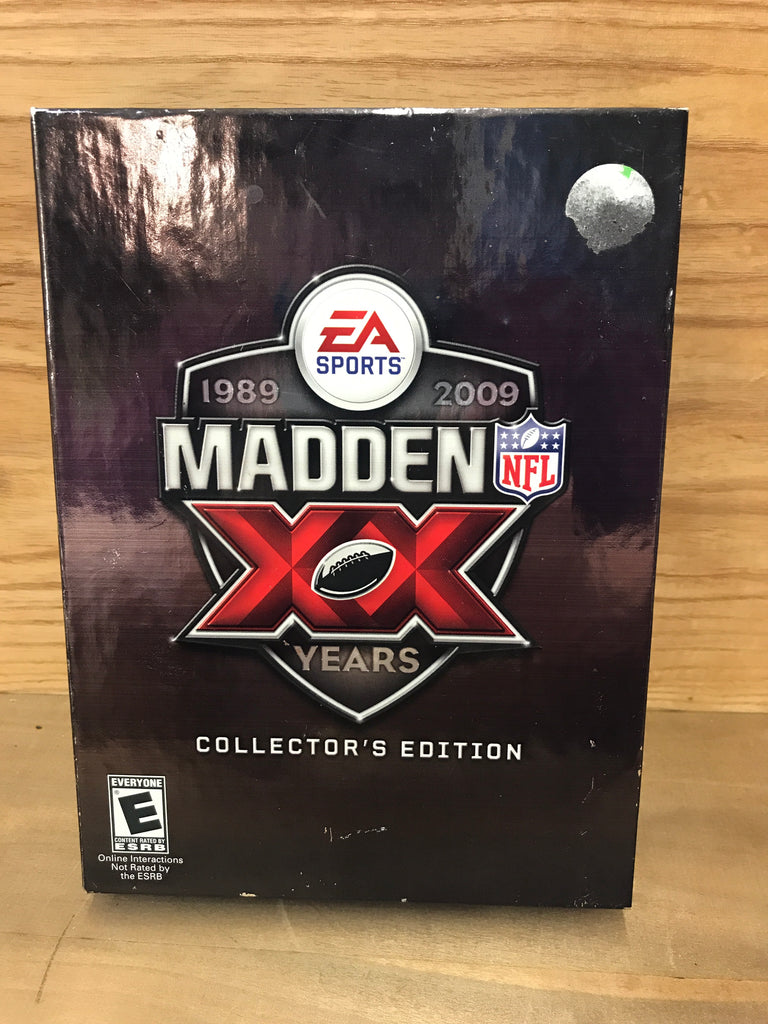 EA
SPORTS™
1989 2009
MADDEN NFL
XX
YEARS
COLLECTOR'S EDITION
EVERYONE
E
CONTENT RATED BY
ESRB
Online Interactions
Not Rated by
the ESRB